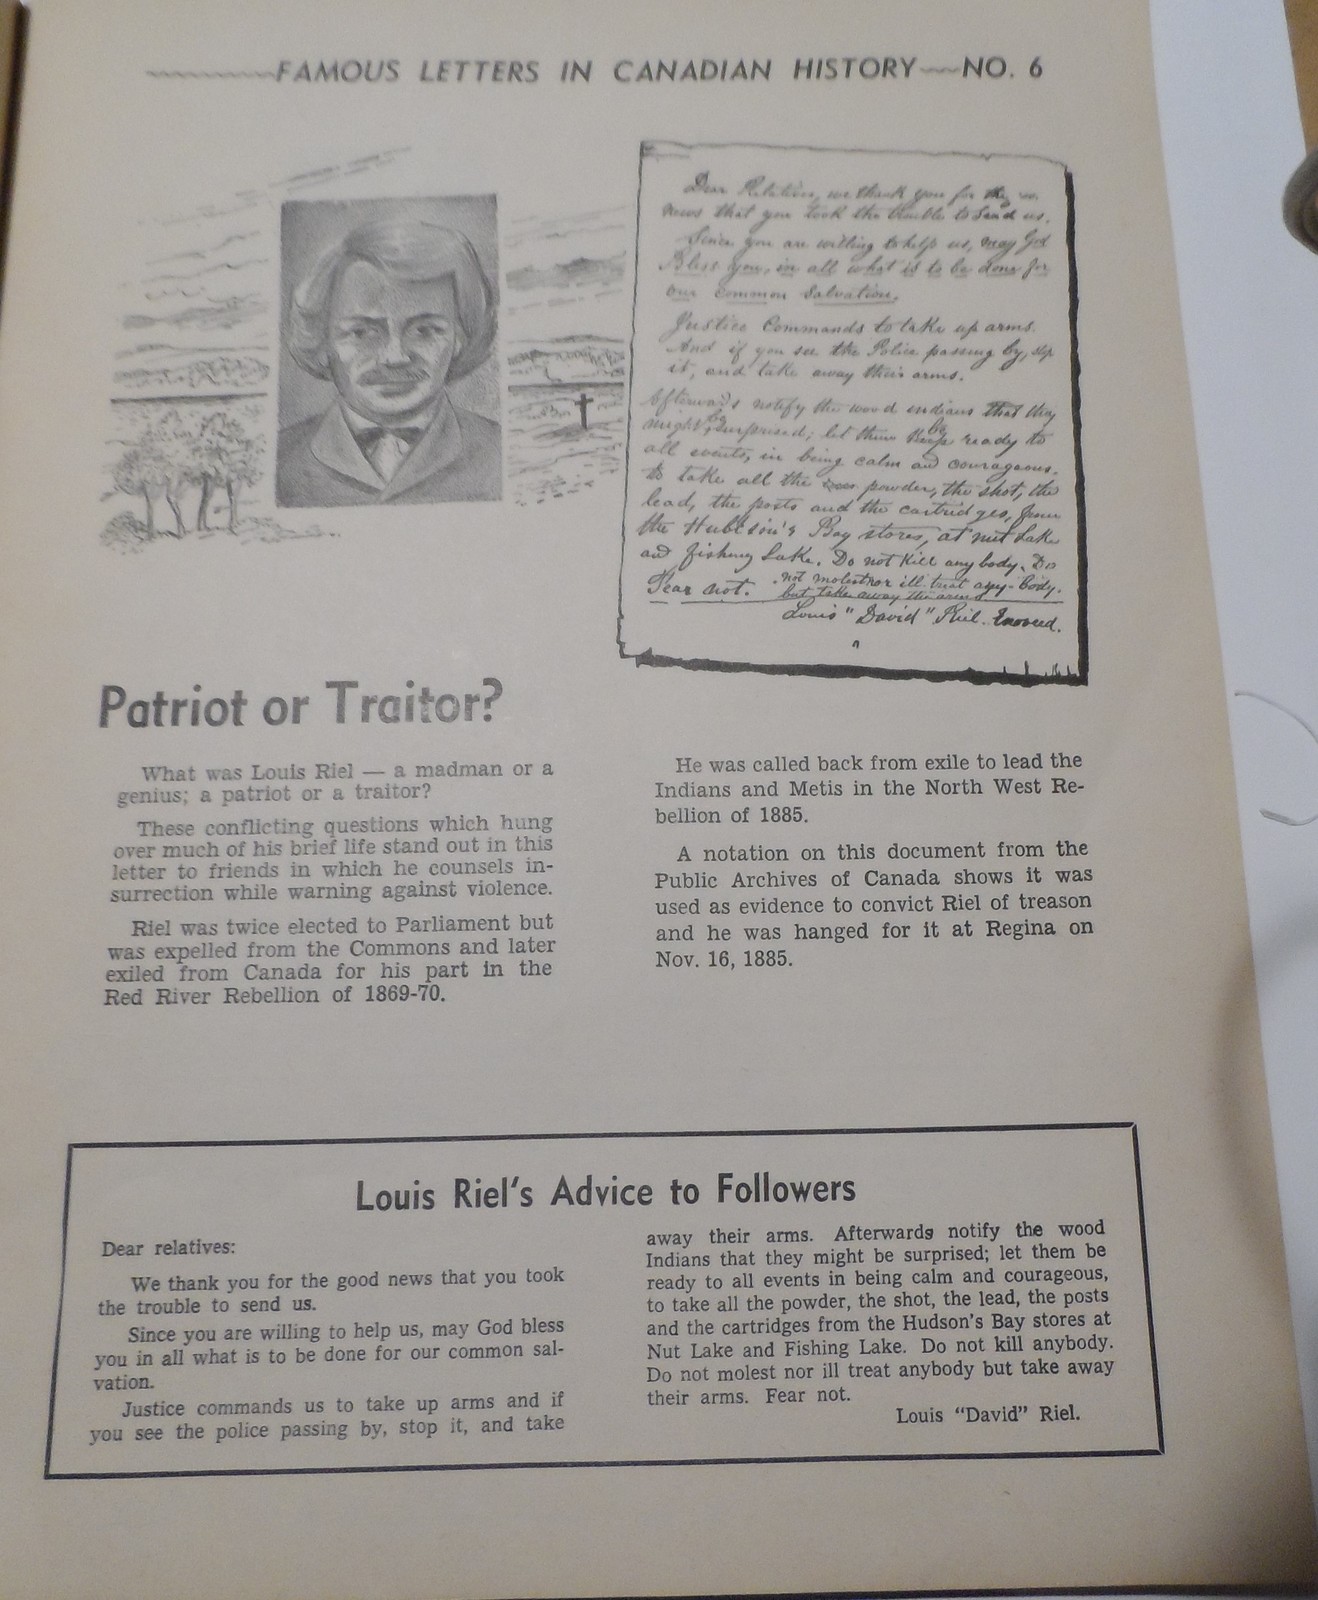 FAMOUS LETTERS IN CANADIAN HISTORY NO. 6
Dear Relatives, we thank you for the
news that you took the trouble to send us.
Since you are willing to help us, may God
Bless you, in all what is to be done for
our common Salvation.
Justice Commands to take up arms.
And if you see the Police passing by, stop
it, and take away their arms.
Afterwards notify the wood indians that they
might be surprised; let them be ready to
all events, in being calm and courageous.
to take all the powder, the shot, the
lead, the posts and the cartridges, from
the Hudson's Bay stores, at nut Lake
and fishing Lake. Do not Kill anybody. Do
not molest nor ill treat any-body.
Fear not. but take away the arms
Louis "David" Riel.
Patriot or Traitor?
What was Louis Riel — a madman or a
genius; a patriot or a traitor?
These conflicting questions which hung
over much of his brief life stand out in this
letter to friends in which he counsels in-
surrection while warning against violence.
Riel was twice elected to Parliament but
was expelled from the Commons and later
exiled from Canada for his part in the
Red River Rebellion of 1869-70.
He was called back from exile to lead the
Indians and Metis in the North West Re-
bellion of 1885.
A notation on this document from the
Public Archives of Canada shows it was
used as evidence to convict Riel of treason
and he was hanged for it at Regina on
Nov. 16, 1885.
Louis Riel's Advice to Followers
Dear relatives:
We thank you for the good news that you took
the trouble to send us.
Since you are willing to help us, may God bless
you in all what is to be done for our common sal-
vation.
Justice commands us to take up arms and if
you see the police passing by, stop it, and take
away their arms. Afterwards notify the wood
Indians that they might be surprised; let them be
ready to all events in being calm and courageous,
to take all the powder, the shot, the lead, the posts
and the cartridges from the Hudson's Bay stores at
Nut Lake and Fishing Lake. Do not kill anybody.
Do not molest nor ill treat anybody but take away
their arms. Fear not.
Louis "David" Riel.